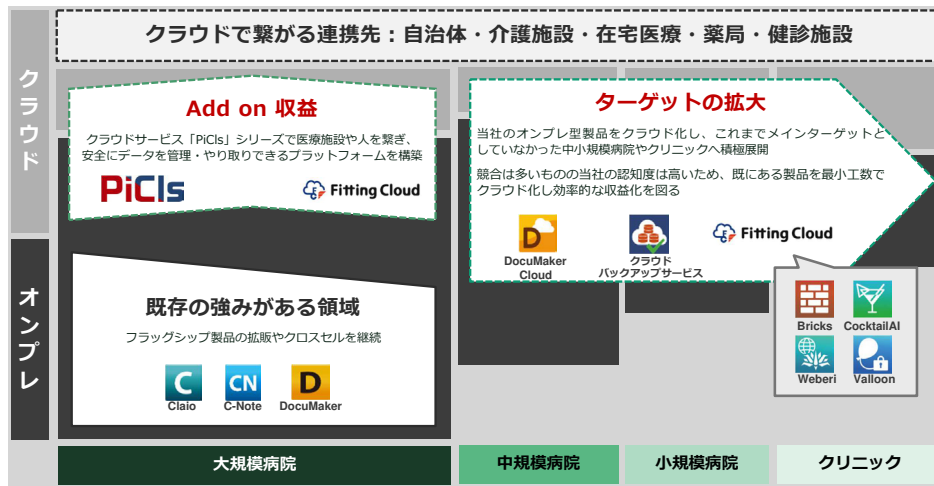 クラウドで繋がる連携先：自治体・介護施設・在宅医療・薬局・健診施設
クラウド
Add on 収益
クラウドサービス「PiCls」シリーズで医療施設や人を繋ぎ、
安全にデータを管理・やり取りできるプラットフォームを構築
PiCls
Fitting Cloud
ターゲットの拡大
当社のオンプレ型製品をクラウド化し、これまでメインターゲットと
していなかった中小規模病院やクリニックへ積極展開
競合は多いものの当社の認知度は高いため、既にある製品を最小工数で
クラウド化し効率的な収益化を図る
D
DocuMaker
Cloud
クラウド
バックアップサービス
Fitting Cloud
オンプレ
既存の強みがある領域
フラッグシップ製品の拡販やクロスセルを継続
C
Claio
CN
C-Note
D
DocuMaker
Bricks
CocktailAI
Weberi
Valloon
大規模病院
中規模病院
小規模病院
クリニック